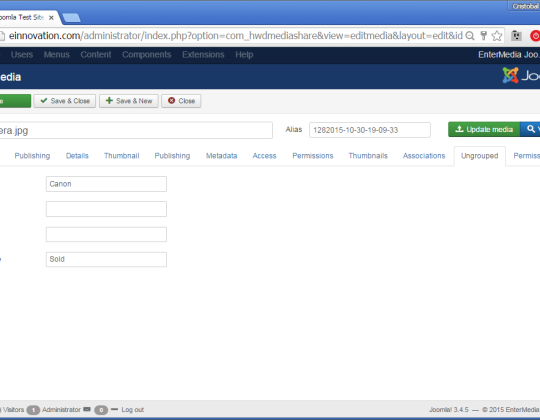 Cristobal
Joomla Test Site
einnovation.com/administrator/index.php?option=com_hwdmediashare&view=editmedia&layout=edit&id
Users Menus Content Components Extensions Help EnterMedia Joo.
edia Joo
Save & Close Save & New Close
era.jpg Alias 1282015-10-30-19-09-33 Update media
Publishing Details Thumbnail Publishing Metadata Access Permissions Thumbnails Associations Ungrouped Permiss
Canon
Sold
Visitors 1 Administrator 0 Log out Joomla! 3.4.5 — © 2015 EnterMedia